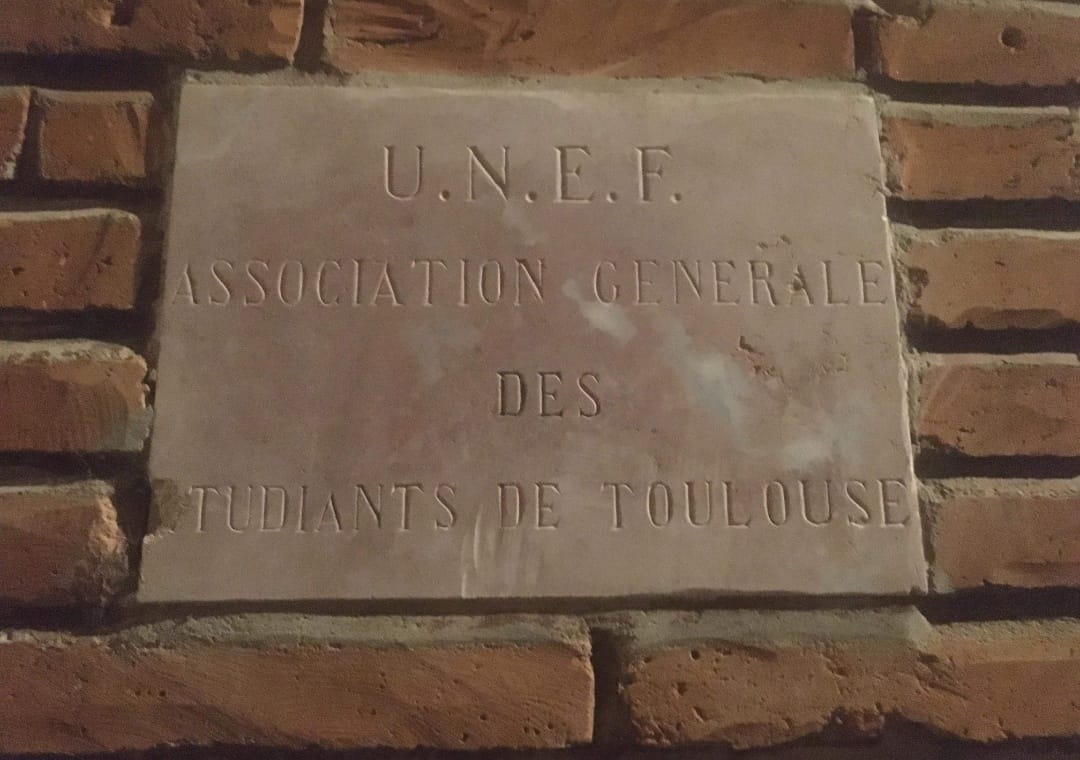 U.N.E.F.
ASSOCIATION GENERALE
DES
TUDIANTS DE TOULOUSE